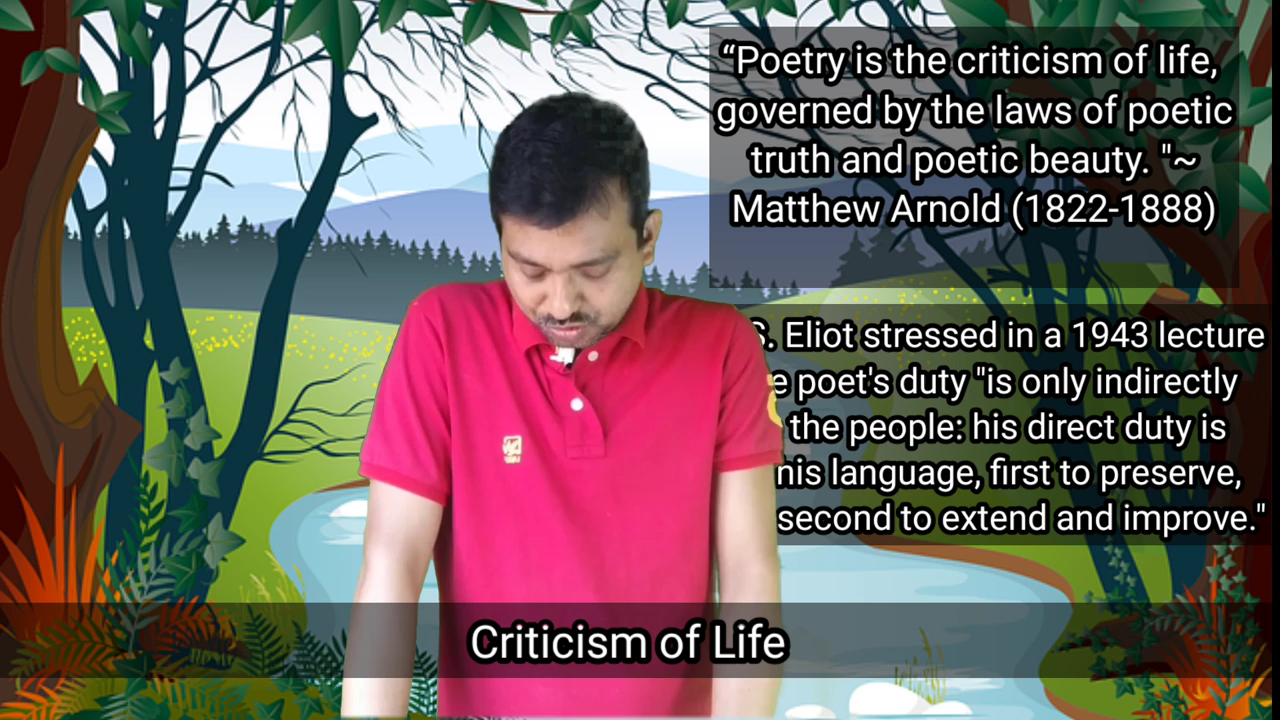 “Poetry is the criticism of life,
governed by the laws of poetic
truth and poetic beauty. "~
Matthew Arnold (1822-1888)
S. Eliot stressed in a 1943 lecture
poet's duty "is only indirectly
the people: his direct duty is
language, first to preserve,
second to extend and improve."
Criticism of Life